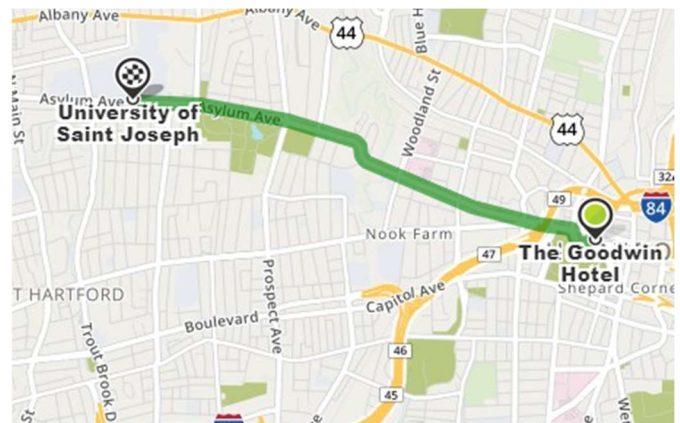 Albany Ave
Albany Ave
44
Blue H
N Main St
Asylum Ave
University of
Saint Joseph
Asylum Ave
Woodland St
44
32
49
84
Nook Farm
47
The Goodwin
Hotel
Shepard Corne
T HARTFORD
Prospect Ave
Capitol Ave
Boulevard
Trout Brook D
46
45
We